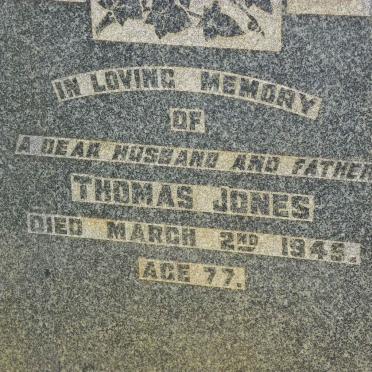 IN LOVING MEMORY
OF
A DEAR HUSBAND AND FATHER
THOMAS JONES
DIED MARCH 2ND 1945.
AGE 77.